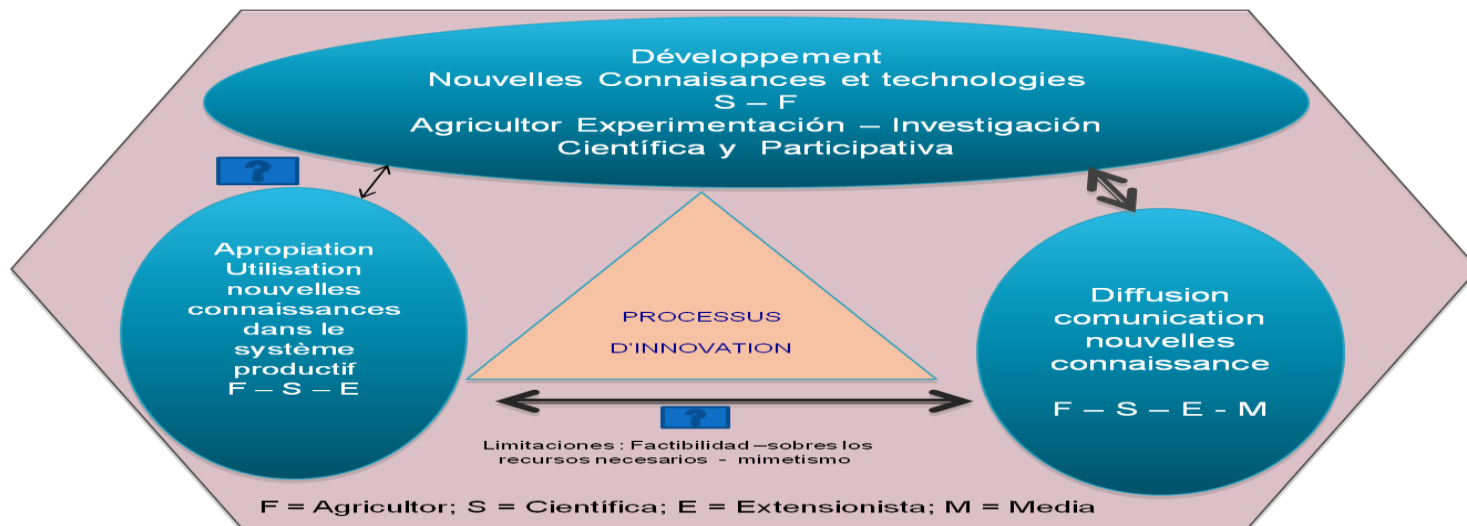 Développement
Nouvelles Connaisances et technologies
S – F
Agricultor Experimentación – Investigación
Científica y Participativa
?
Apropiation
Utilisation
nouvelles
connaissances
dans le
système
productif
F – S – E
PROCESSUS
D'INNOVATION
Diffusion
comunication
nouvelles
connaissance
F – S – E - M
?
Limitaciones : Factibilidad –sobres los
recursos necesarios - mimetismo
F = Agricultor; S = Científica; E = Extensionista; M = Media